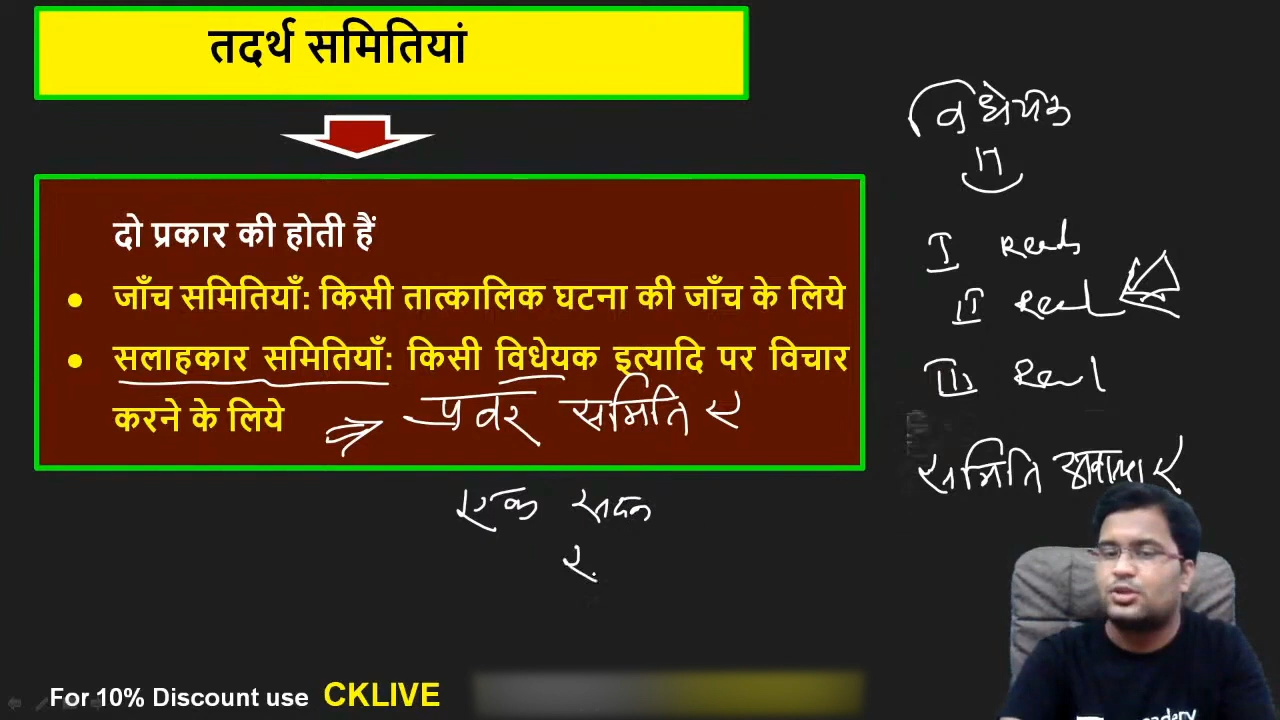 तदर्थ समितियां
दो प्रकार की होती हैं
• जाँच समितियाँ: किसी तात्कालिक घटना की जाँच के लिये
• सलाहकार समितियाँ: किसी विधेयक इत्यादि पर विचार
करने के लिये
प्रवर समिति
एक सदन
विधेयक
I Read
II Read
III Read
समिति
For 10% Discount use CKLIVE